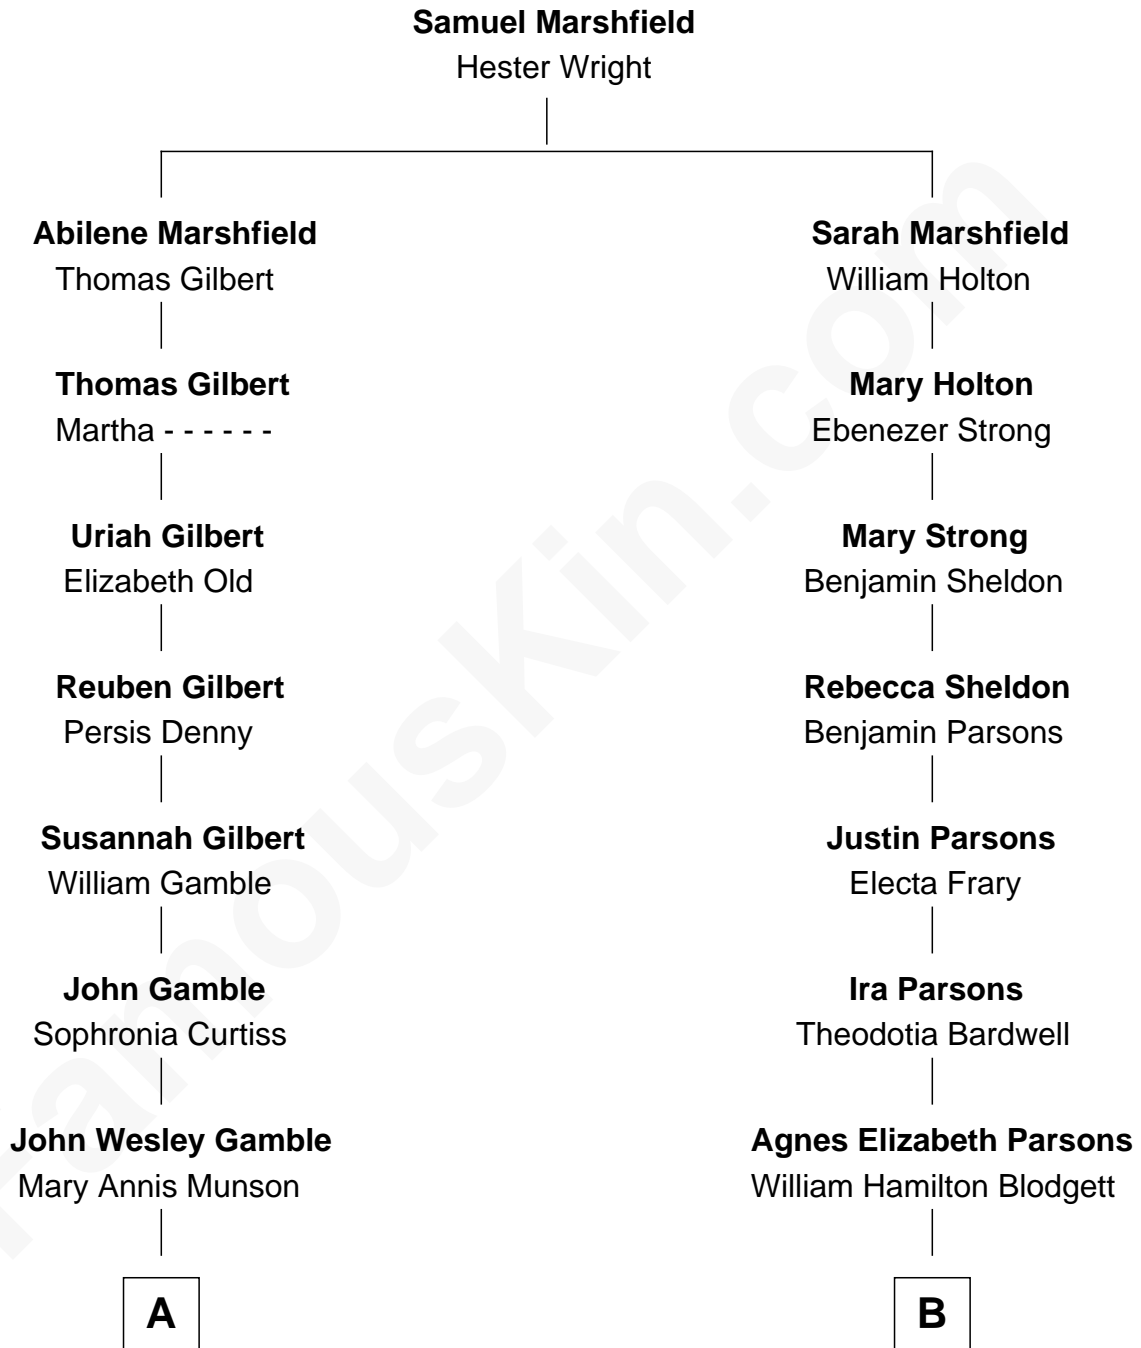 Samuel Marshfield
Hester Wright
Abilene Marshfield
Thomas Gilbert
Sarah Marshfield
William Holton
Thomas Gilbert
Martha - - - - - -
Mary Holton
Ebenezer Strong
Uriah Gilbert
Elizabeth Old
Mary Strong
Benjamin Sheldon
Reuben Gilbert
Persis Denny
Rebecca Sheldon
Benjamin Parsons
Susannah Gilbert
William Gamble
Justin Parsons
Electa Frary
John Gamble
Sophronia Curtiss
Ira Parsons
Theodotia Bardwell
John Wesley Gamble
Mary Annis Munson
Agnes Elizabeth Parsons
William Hamilton Blodgett
A
B
FamousKin.com